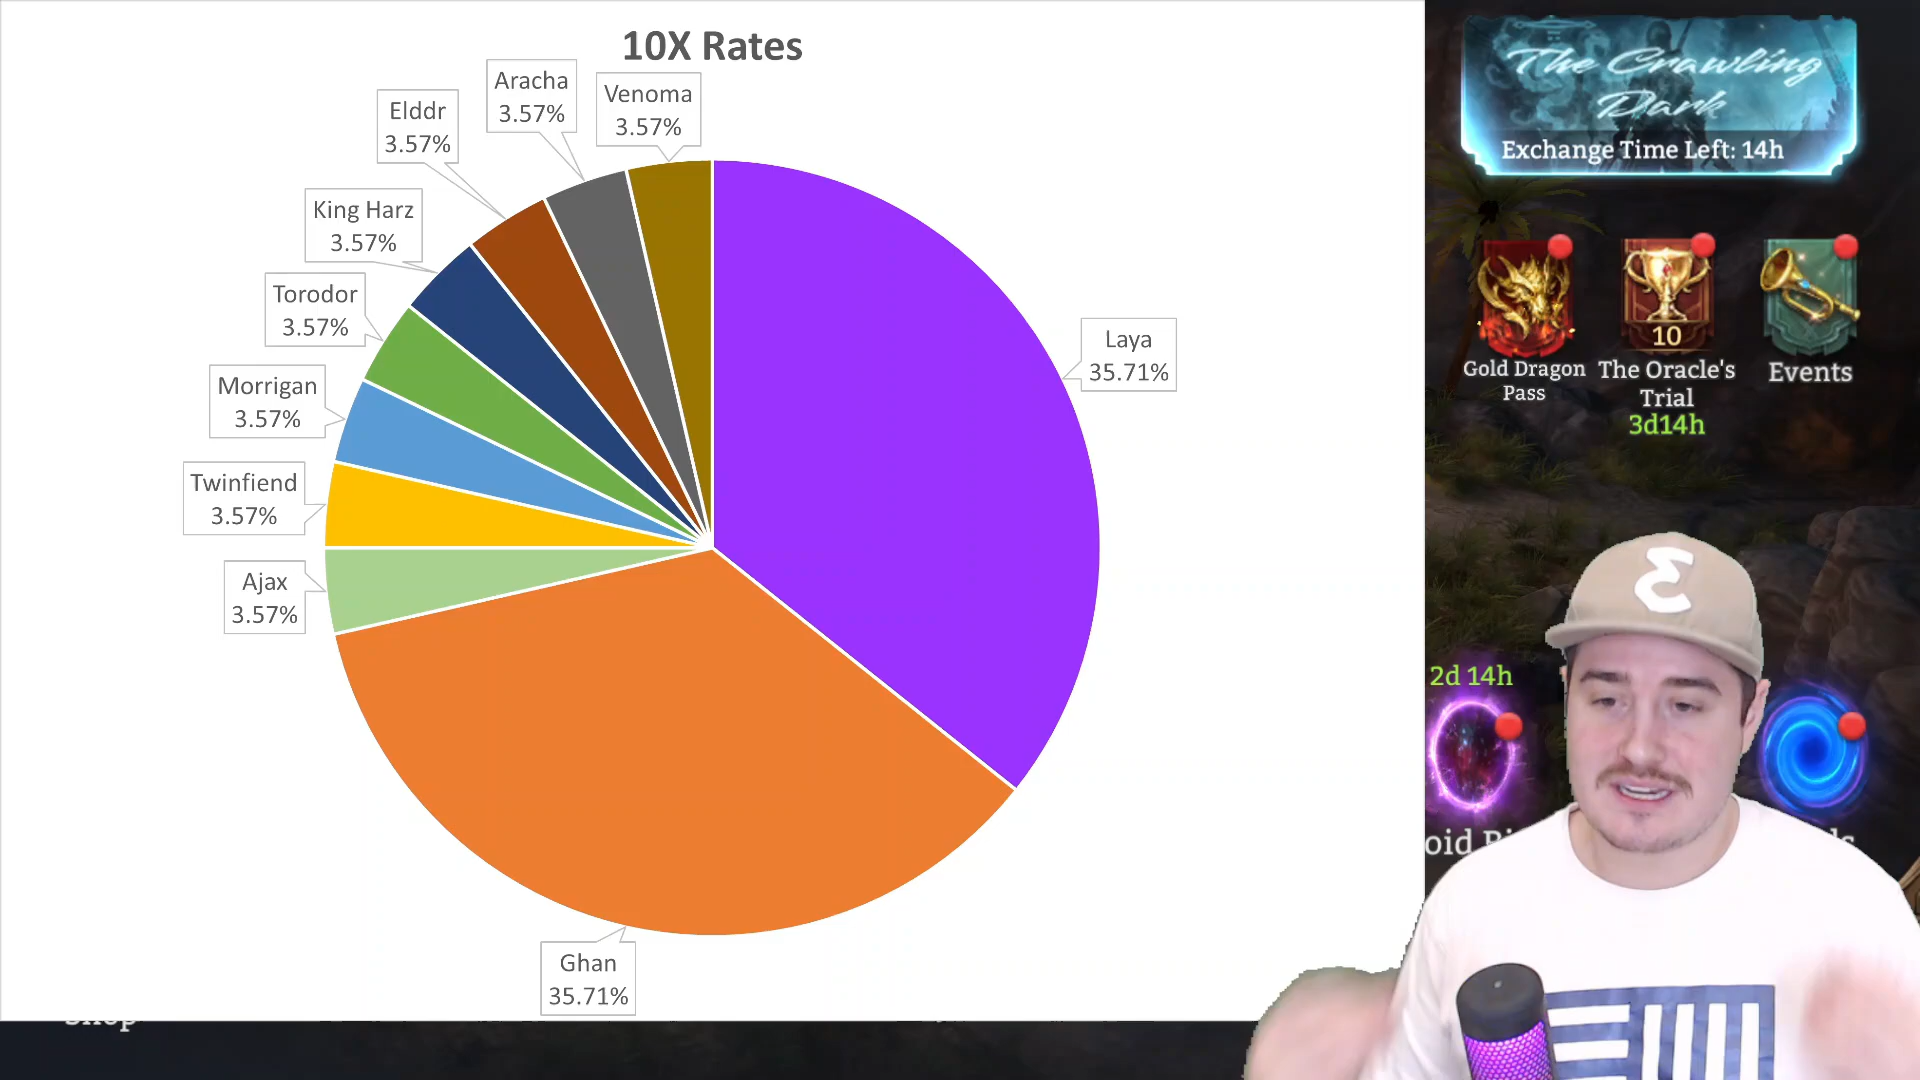 10X Rates
Aracha
3.57%
Venoma
3.57%
Elddr
3.57%
King Harz
3.57%
Torodor
3.57%
Morrigan
3.57%
Twinfiend
3.57%
Ajax
3.57%
Laya
35.71%
Ghan
35.71%
The Crawling
Dark
Exchange Time Left: 14h
10
Gold Dragon
Pass
The Oracle's
Trial
3d14h
Events
2d 14h
Shop